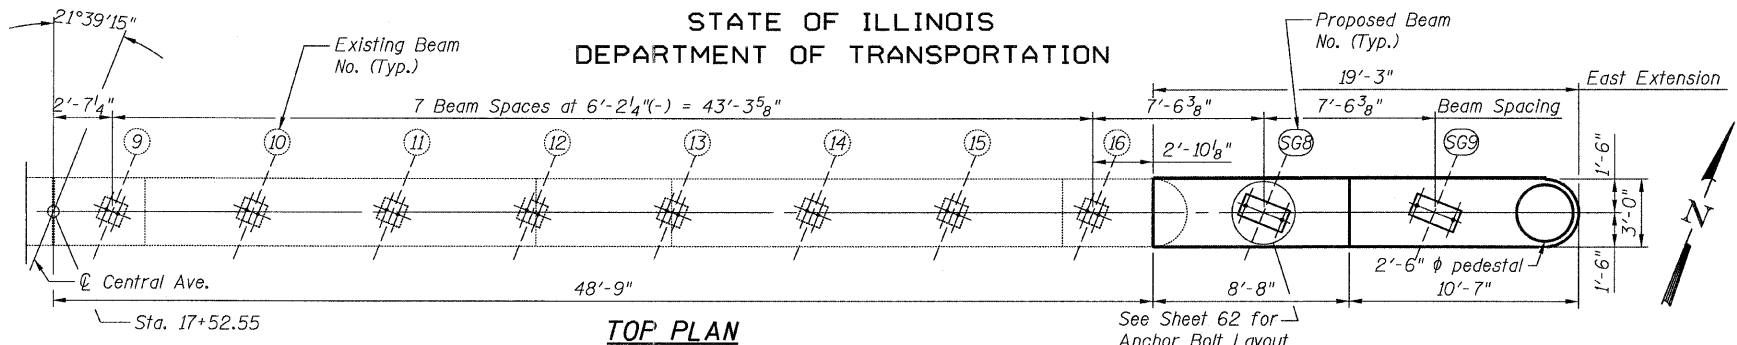 STATE OF ILLINOIS
DEPARTMENT OF TRANSPORTATION
21°39'15"
Existing Beam
No. (Typ.)
Proposed Beam
No. (Typ.)
19'-3"
East Extension
2'-7¼"
7 Beam Spaces at 6'-2¼"(-) = 43'-3⅝"
7'-6⅜"
7'-6⅜"
Beam Spacing
9
10
11
12
13
14
15
16
2'-10⅛"
SG8
SG9
1'-6"
3'-0"
1'-6"
N
℄ Central Ave.
2'-6" ϕ pedestal
48'-9"
8'-8"
10'-7"
Sta. 17+52.55
TOP PLAN
See Sheet 62 for
Anchor Bolt Layout